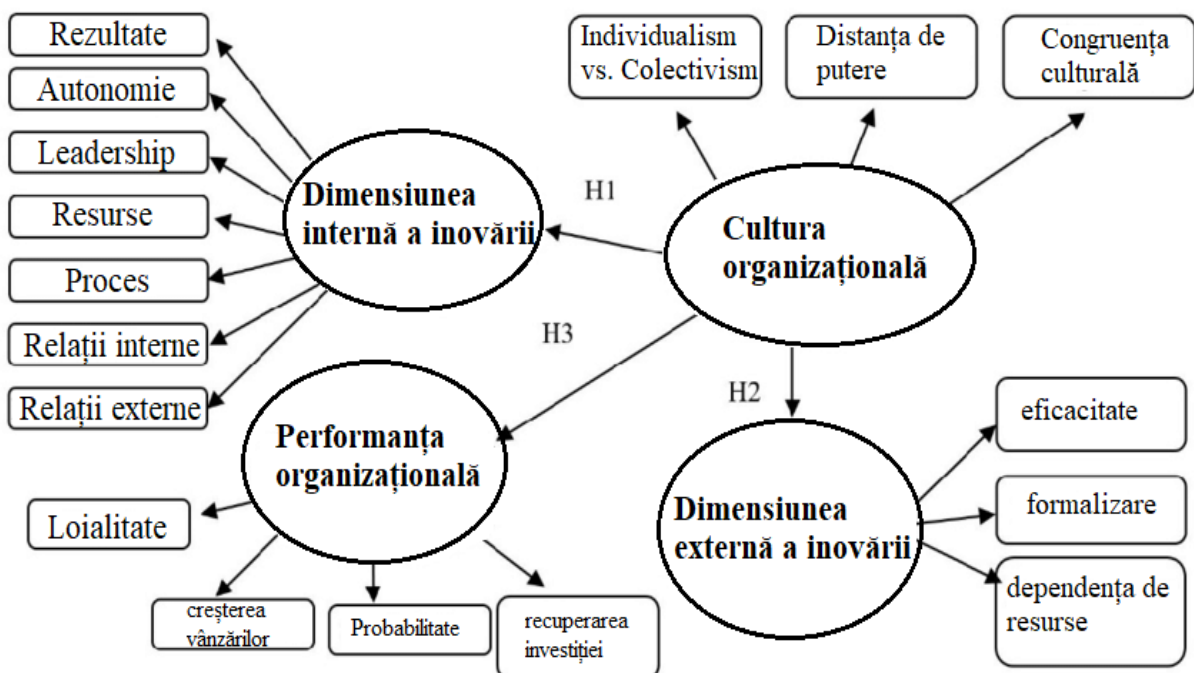 Rezultate
Autonomie
Leadership
Resurse
Proces
Relații interne
Relații externe
Dimensiunea
internă a inovării
H1
Individualism
vs. Colectivism
Distanța de
putere
Congruența
culturală
Cultura
organizațională
H3
H2
Performanța
organizațională
Loialitate
creșterea
vânzărilor
Probabilitate
recuperarea
investiției
Dimensiunea
externă a inovării
eficacitate
formalizare
dependența de
resurse